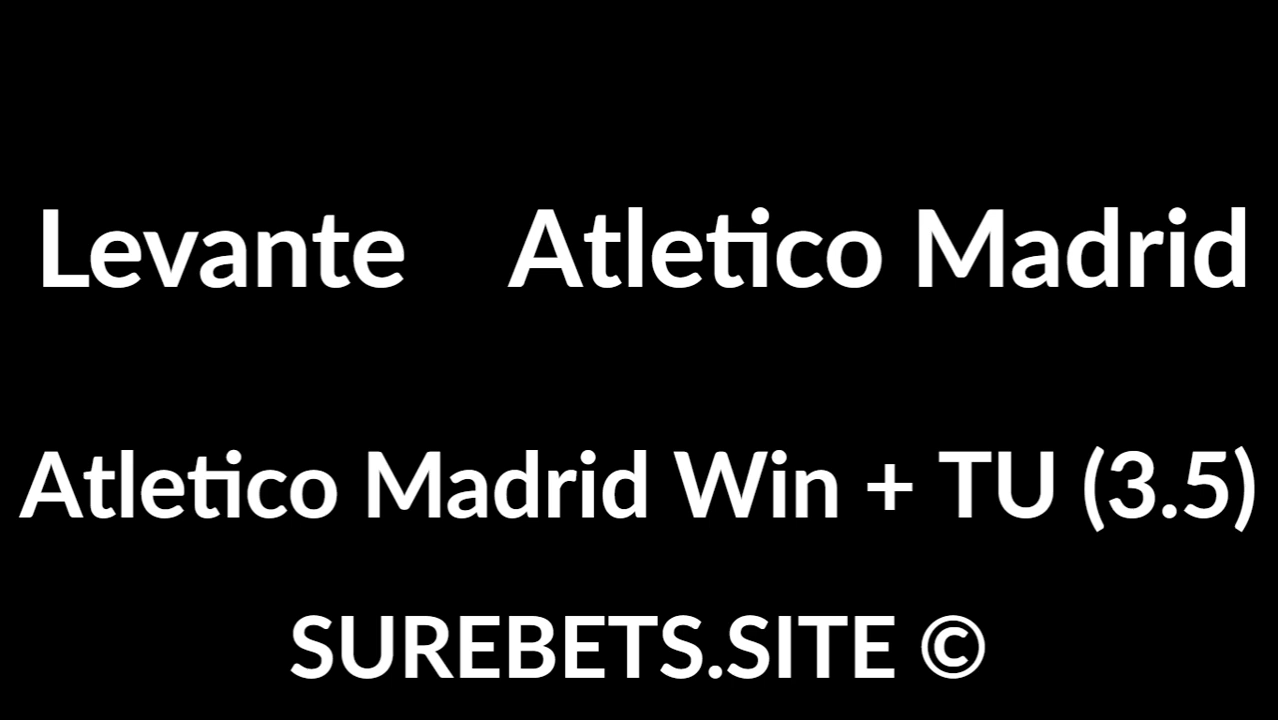 Levante Atletico Madrid
Atletico Madrid Win + TU (3.5)
SUREBETS.SITE ©